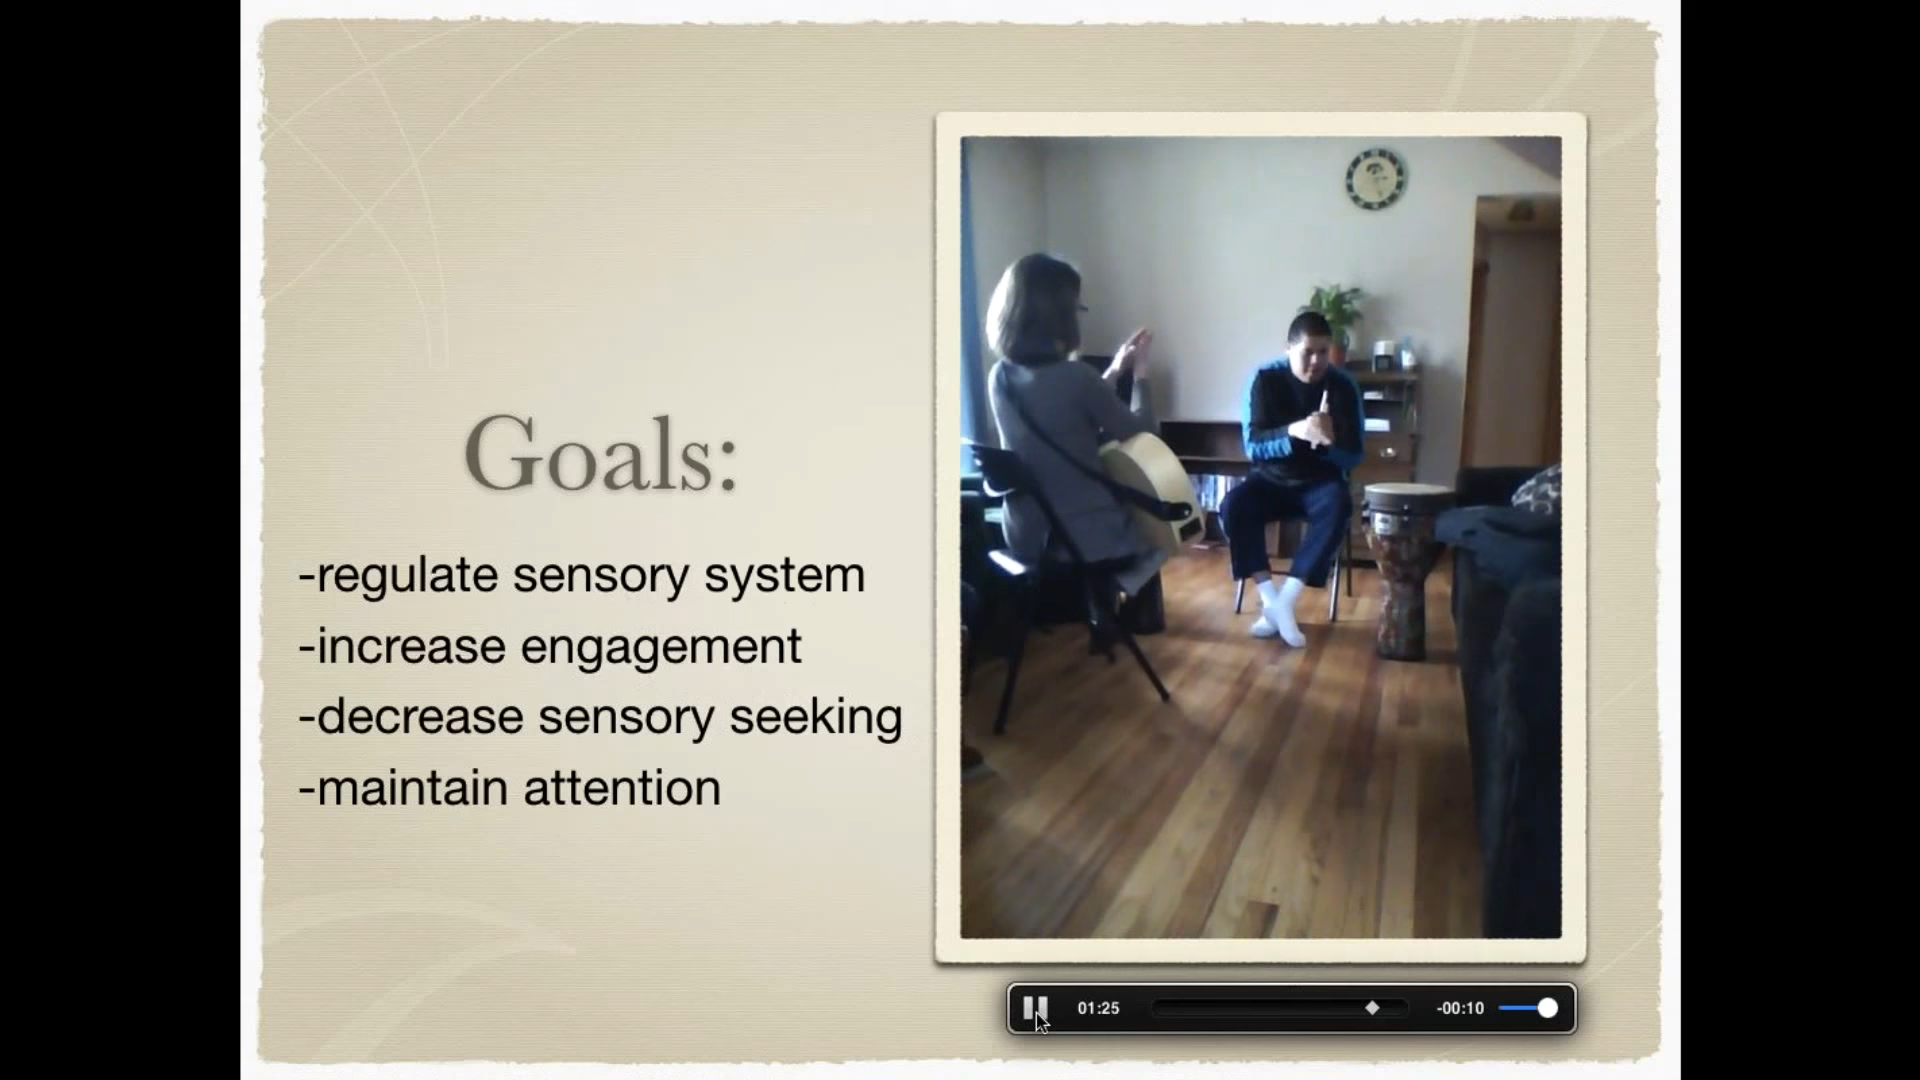 Goals:
-regulate sensory system
-increase engagement
-decrease sensory seeking
-maintain attention
01:25
-00:10